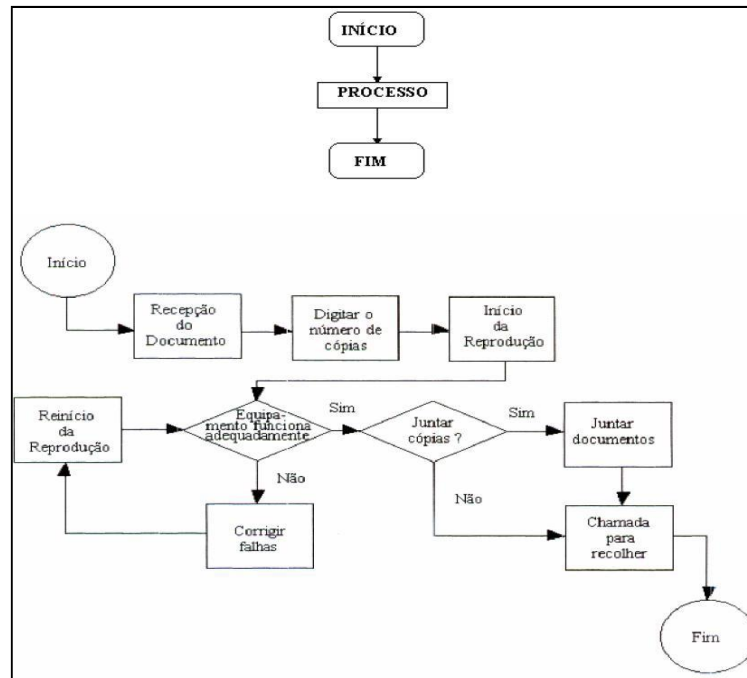 INÍCIO
PROCESSO
FIM
Início
Recepção
do
Documento
Digitar o
número de
cópias
Início
da
Reprodução
Reinício
da
Reprodução
Equipa-
mento funciona
adequadamente
Sim
Juntar
cópias ?
Sim
Juntar
documentos
Não
Corrigir
falhas
Não
Chamada
para
recolher
Fim